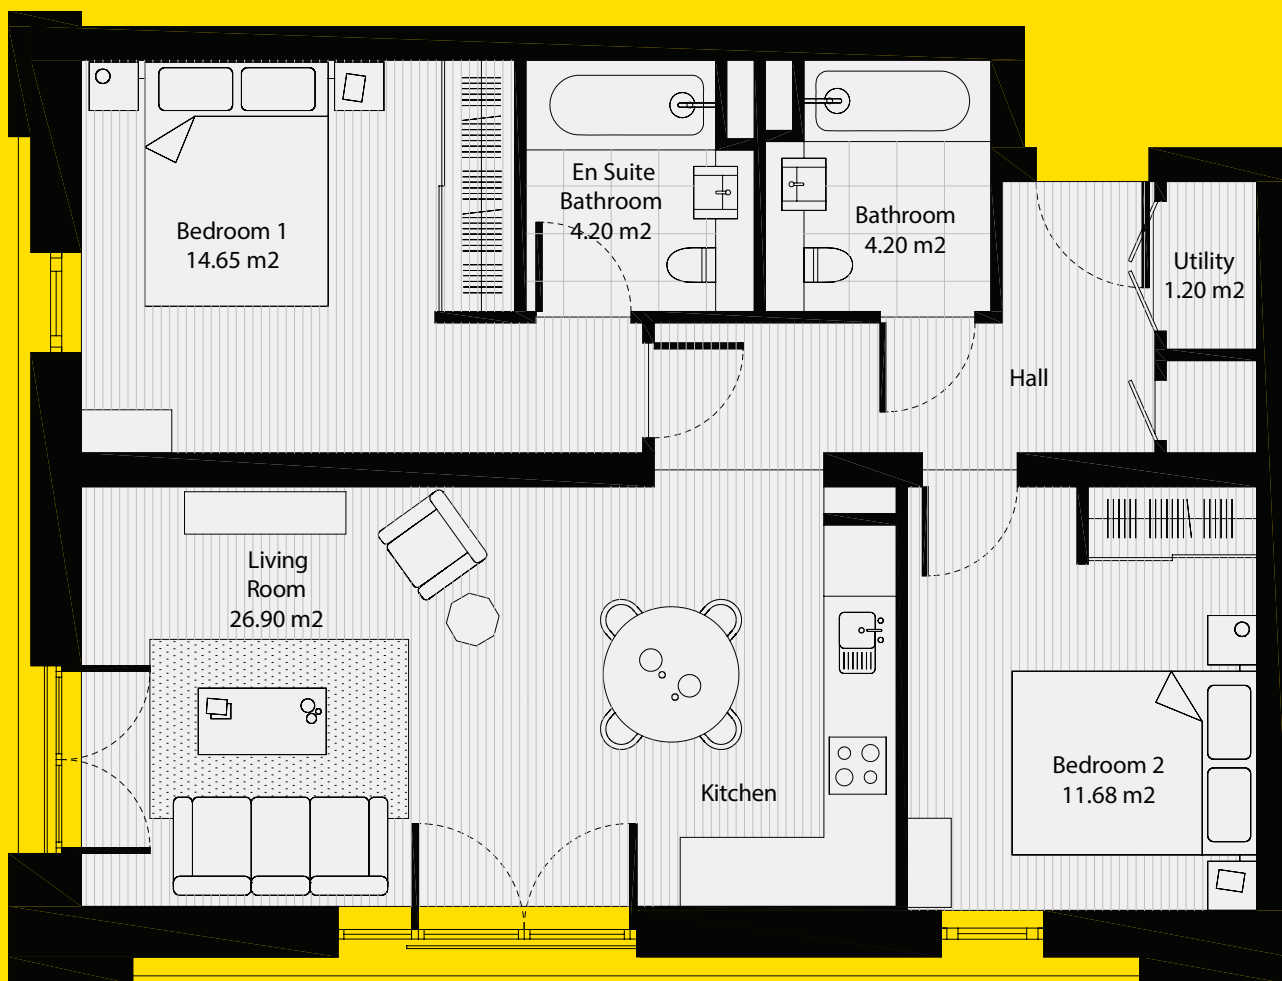 En Suite
Bathroom
4.20 m2
Bathroom
4.20 m2
Bedroom 1
14.65 m2
Utility
1.20 m2
Hall
Living
Room
26.90 m2
Kitchen
Bedroom 2
11.68 m2